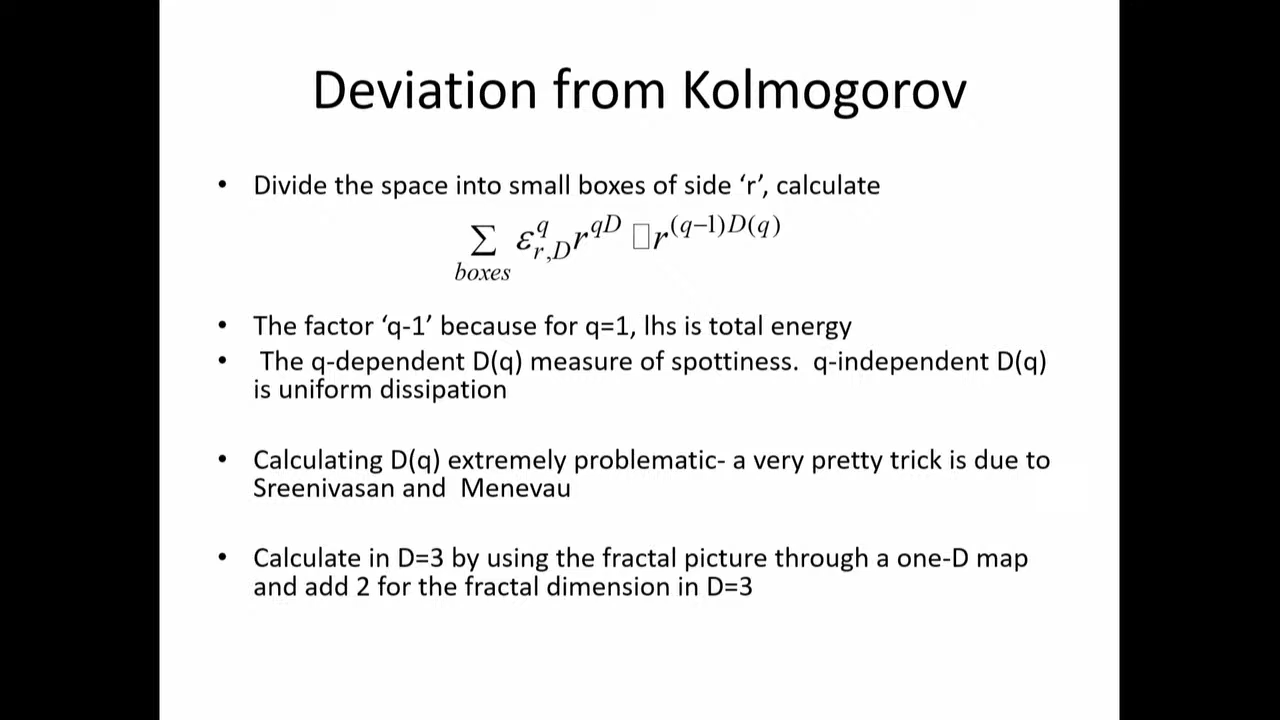 Deviation from Kolmogorov
• Divide the space into small boxes of side ‘r’, calculate
∑ ε^q_{r,D} r^{qD} □ r^{(q−1)D(q)}
boxes
• The factor ‘q-1’ because for q=1, lhs is total energy
• The q-dependent D(q) measure of spottiness. q-independent D(q)
is uniform dissipation
• Calculating D(q) extremely problematic- a very pretty trick is due to
Sreenivasan and Menevau
• Calculate in D=3 by using the fractal picture through a one-D map
and add 2 for the fractal dimension in D=3